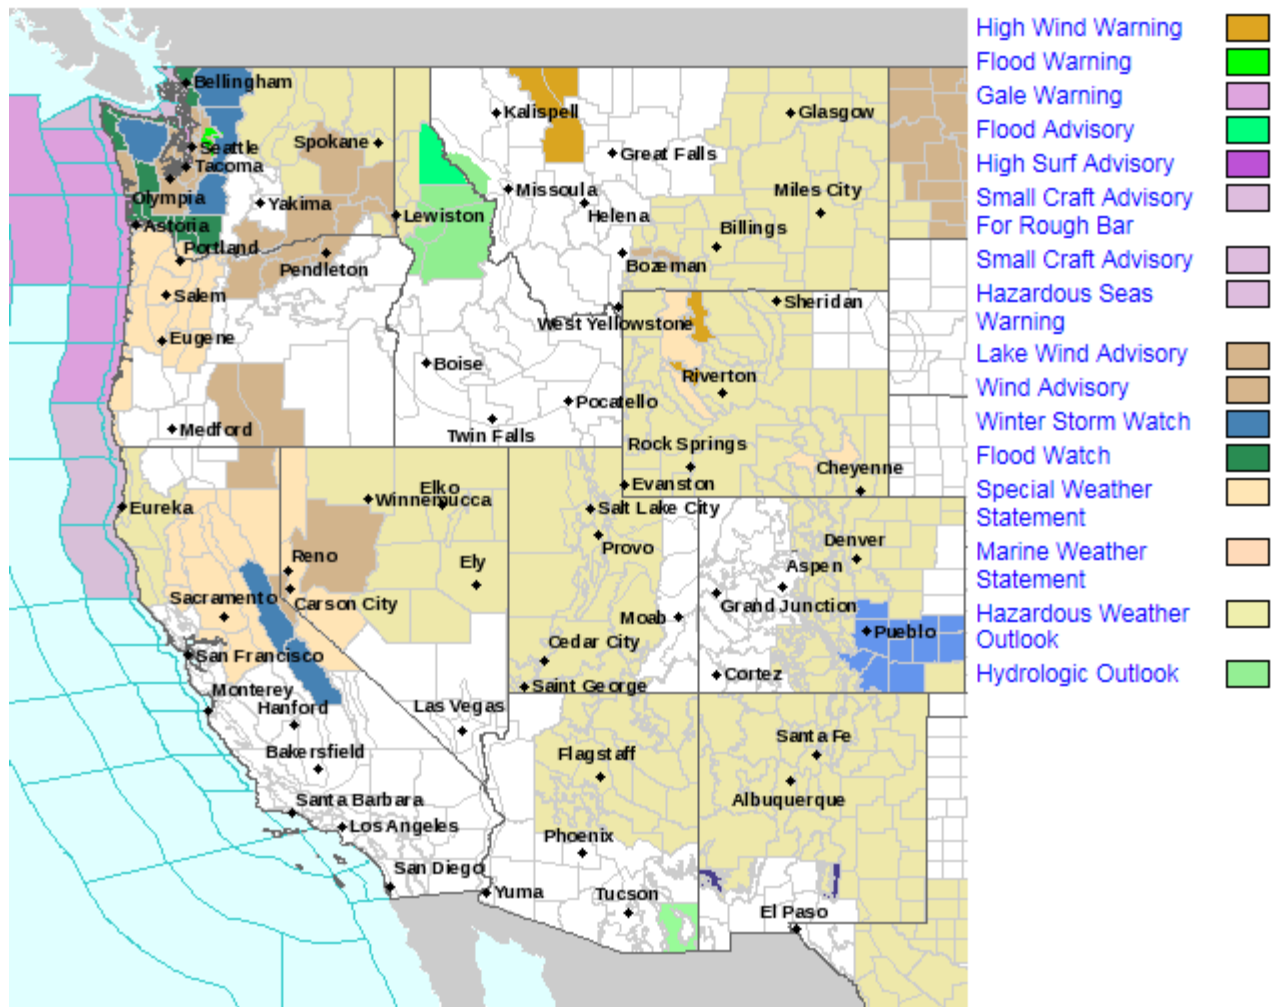 High Wind Warning
Flood Warning
Gale Warning
Flood Advisory
High Surf Advisory
Small Craft Advisory
For Rough Bar
Small Craft Advisory
Hazardous Seas
Warning
Lake Wind Advisory
Wind Advisory
Winter Storm Watch
Flood Watch
Special Weather
Statement
Marine Weather
Statement
Hazardous Weather
Outlook
Hydrologic Outlook
Bellingham
Kalispell
Glasgow
Seattle
Spokane
Great Falls
Tacoma
Olympia
Yakima
Missoula
Miles City
Lewiston
Helena
Astoria
Billings
Portland
Pendleton
Bozeman
Salem
Sheridan
West Yellowstone
Eugene
Boise
Riverton
Pocatello
Medford
Twin Falls
Rock Springs
Cheyenne
Evanston
Elko
Winnemucca
Eureka
Salt Lake City
Provo
Denver
Reno
Ely
Aspen
Sacramento
Carson City
Grand Junction
Moab
Pueblo
San Francisco
Cedar City
Cortez
Saint George
Monterey
Hanford
Las Vegas
Santa Fe
Bakersfield
Flagstaff
Albuquerque
Santa Barbara
Los Angeles
Phoenix
San Diego
Yuma
Tucson
El Paso